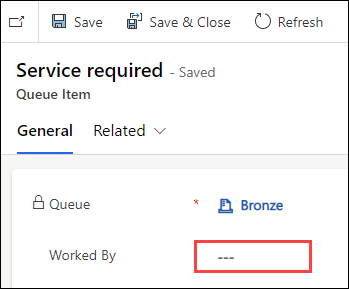 Save Save & Close Refresh
Service required - Saved
Queue Item
General Related
Queue * Bronze
Worked By ---